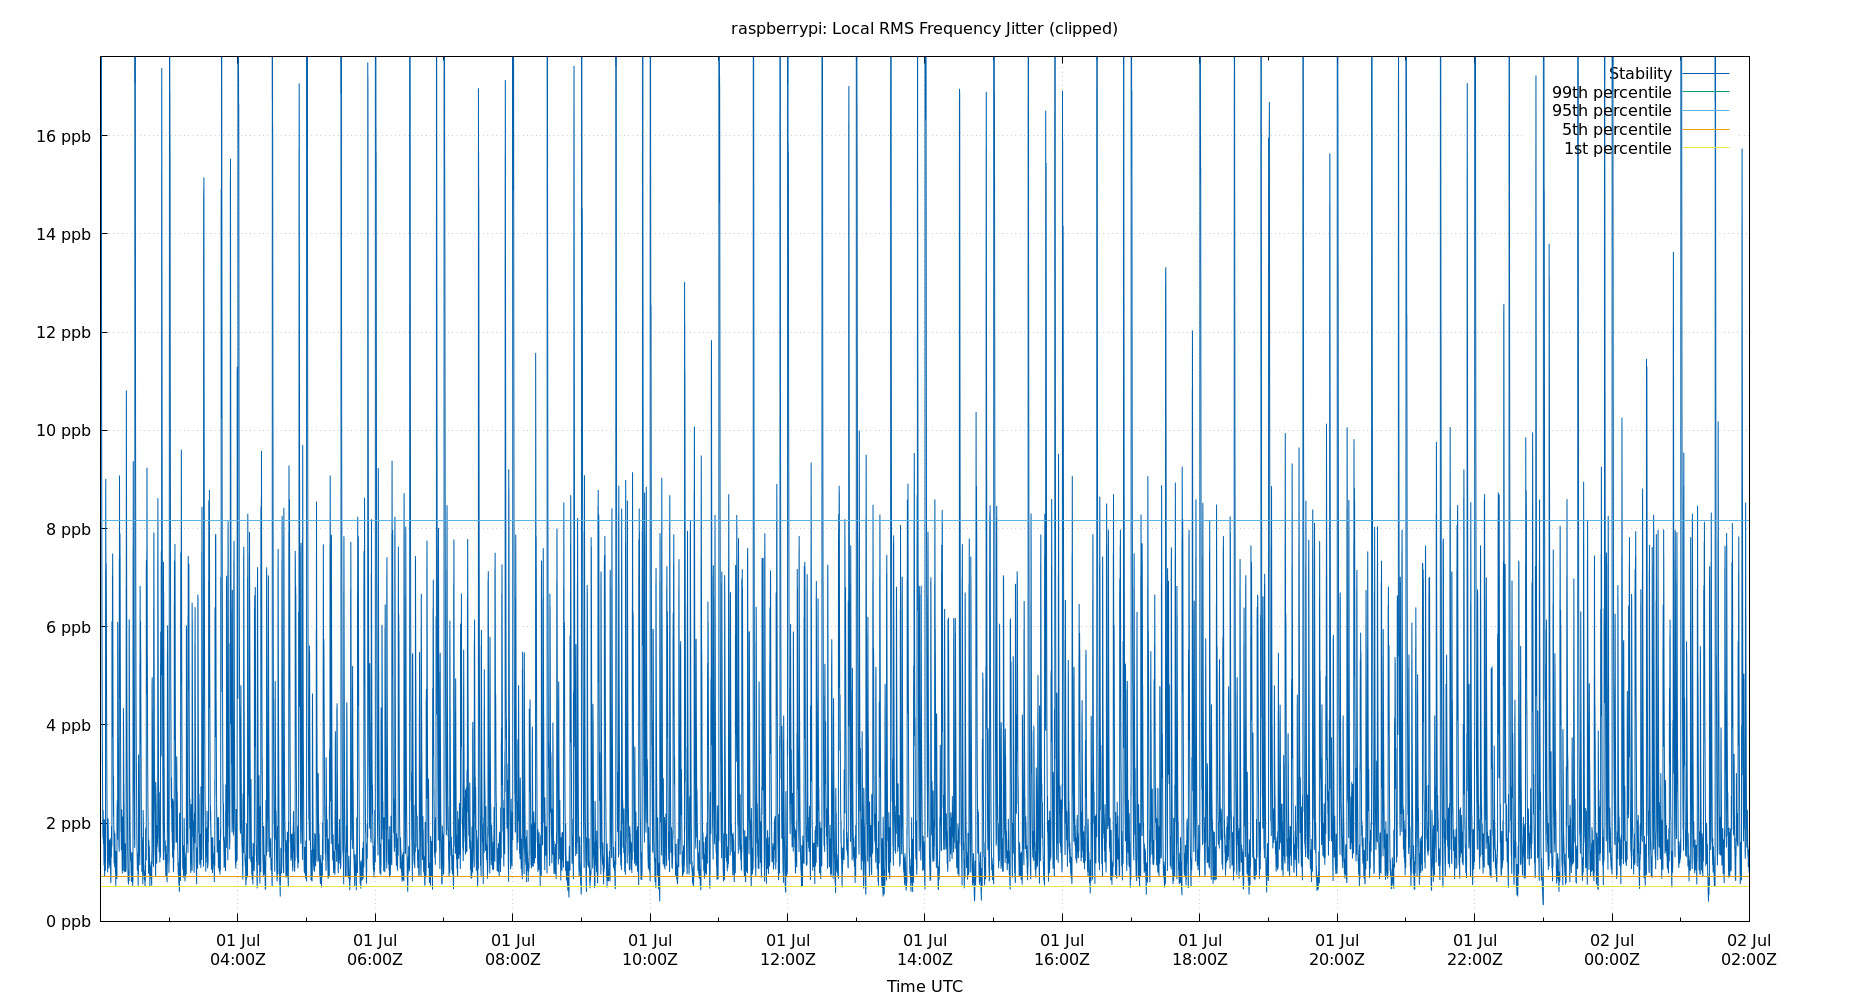 raspberrypi: Local RMS Frequency Jitter (clipped)
Stability
99th percentile
95th percentile
5th percentile
1st percentile
16 ppb
14 ppb
12 ppb
10 ppb
8 ppb
6 ppb
4 ppb
2 ppb
0 ppb
01 Jul 01 Jul 01 Jul 01 Jul 01 Jul 01 Jul 01 Jul 01 Jul 01 Jul 01 Jul 02 Jul 02 Jul
04:00Z 06:00Z 08:00Z 10:00Z 12:00Z 14:00Z 16:00Z 18:00Z 20:00Z 22:00Z 00:00Z 02:00Z
Time UTC